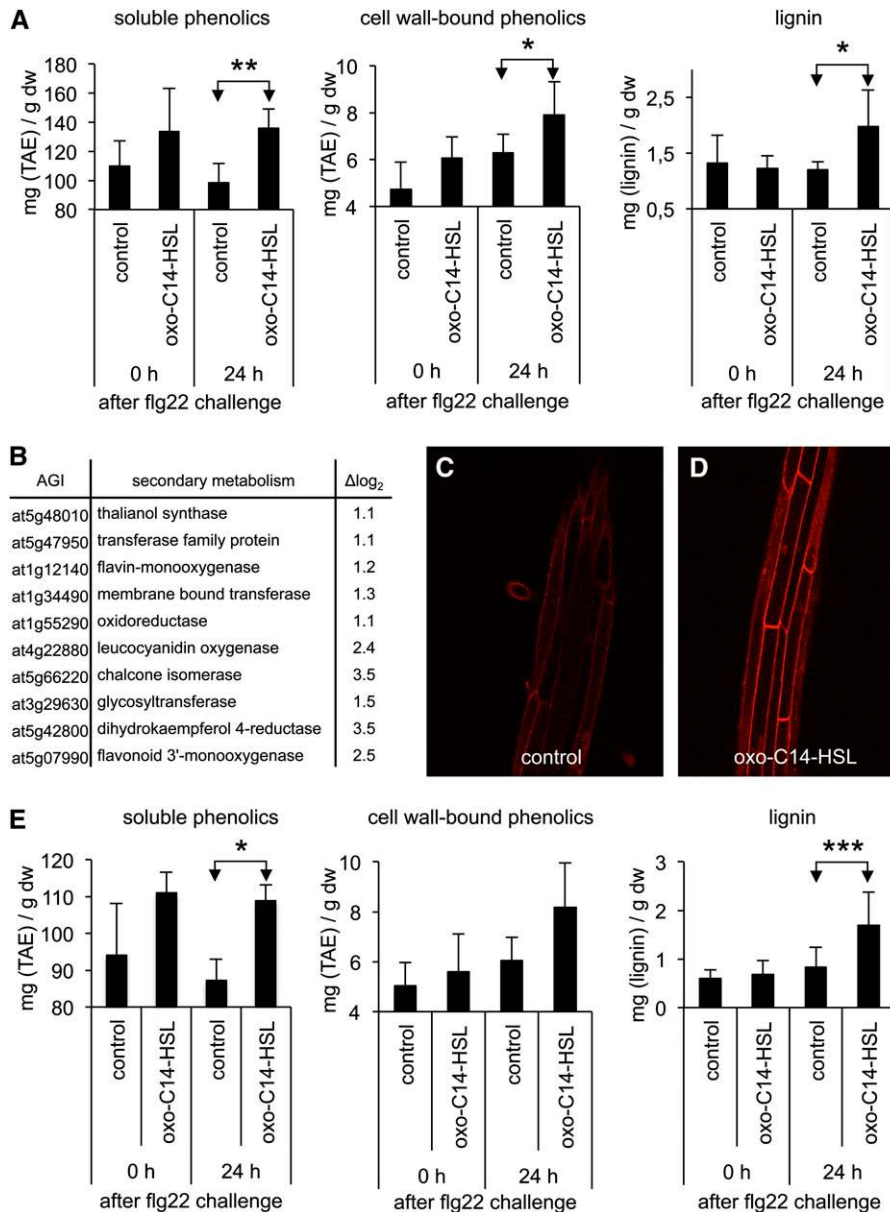 A
soluble phenolics
mg (TAE) / g dw
180
160
140
120
100
80
**
control
oxo-C14-HSL
control
oxo-C14-HSL
0 h
24 h
after flg22 challenge
cell wall-bound phenolics
mg (TAE) / g dw
10
8
6
4
*
control
oxo-C14-HSL
control
oxo-C14-HSL
0 h
24 h
after flg22 challenge
lignin
mg (lignin) / g dw
2,5
1,5
0,5
*
control
oxo-C14-HSL
control
oxo-C14-HSL
0 h
24 h
after flg22 challenge
B
AGI secondary metabolism Δlog2
at5g48010 thalianol synthase 1.1
at5g47950 transferase family protein 1.1
at1g12140 flavin-monooxygenase 1.2
at1g34490 membrane bound transferase 1.3
at1g55290 oxidoreductase 1.1
at4g22880 leucocyanidin oxygenase 2.4
at5g66220 chalcone isomerase 3.5
at3g29630 glycosyltransferase 1.5
at5g42800 dihydrokaempferol 4-reductase 3.5
at5g07990 flavonoid 3'-monooxygenase 2.5
C
control
D
oxo-C14-HSL
E
soluble phenolics
mg (TAE) / g dw
120
110
100
90
80
*
control
oxo-C14-HSL
control
oxo-C14-HSL
0 h
24 h
after flg22 challenge
cell wall-bound phenolics
mg (TAE) / g dw
10
8
6
4
control
oxo-C14-HSL
control
oxo-C14-HSL
0 h
24 h
after flg22 challenge
lignin
mg (lignin) / g dw
3
2
1
0
***
control
oxo-C14-HSL
control
oxo-C14-HSL
0 h
24 h
after flg22 challenge